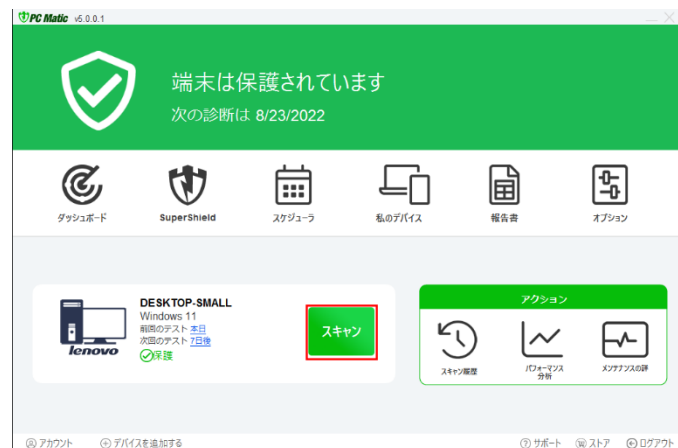 PC Matic v5.0.0.1
端末は保護されています
次の診断は 8/23/2022
ダッシュボード
SuperShield
スケジューラ
私のデバイス
報告書
オプション
DESKTOP-SMALL
Windows 11
前回のテスト 本日
次回のテスト 7日後
保護
lenovo
スキャン
アクション
スキャン履歴
パフォーマンス
分析
メンテナンスの評
アカウント
デバイスを追加する
サポート
ストア
ログアウト